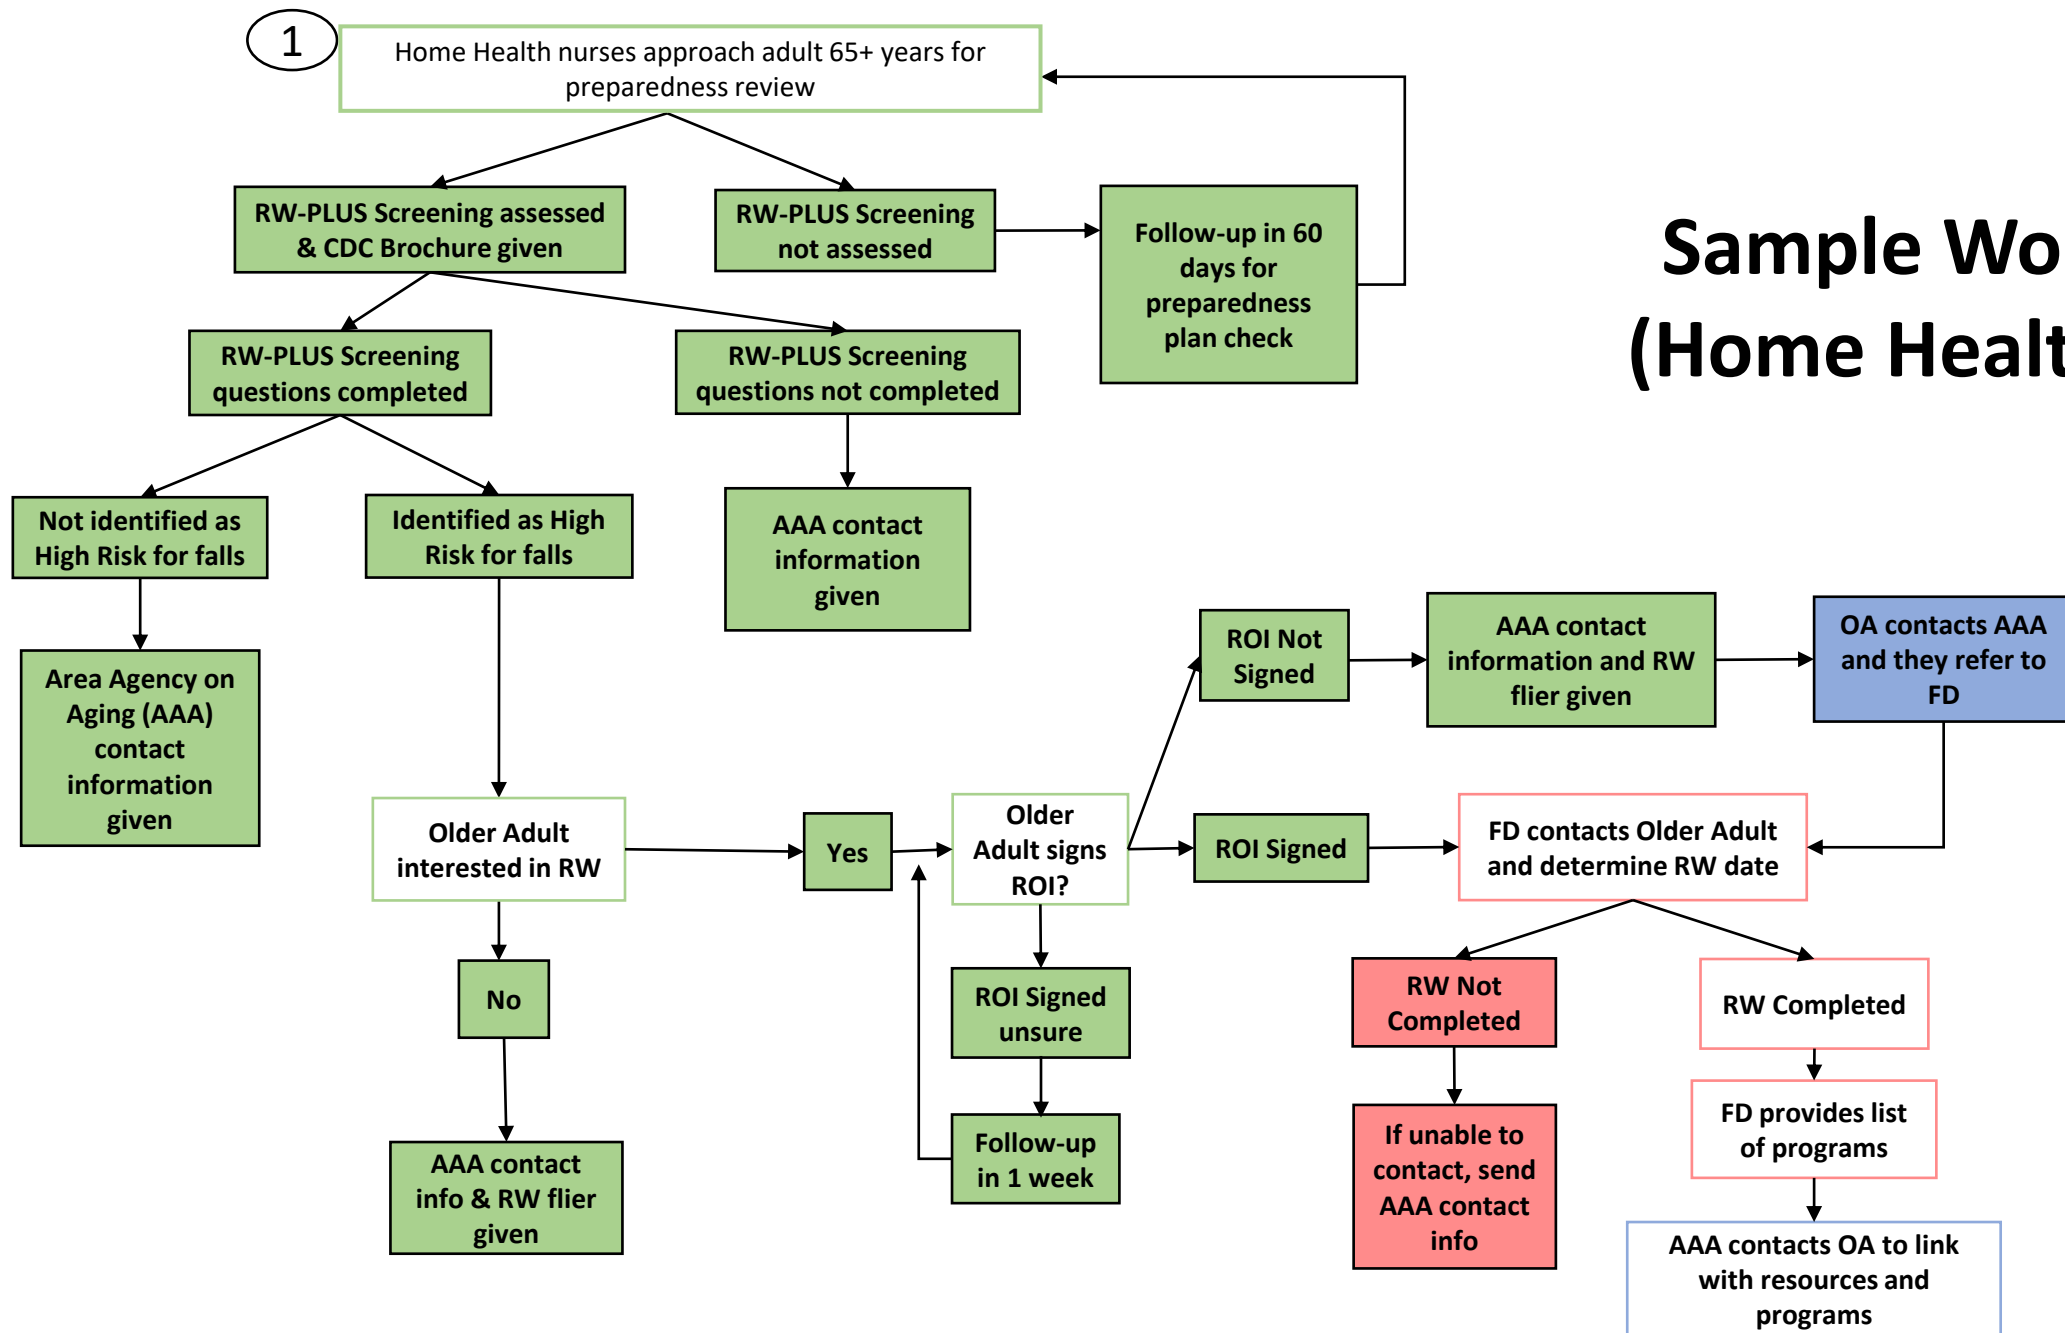 1
Home Health nurses approach adult 65+ years for
preparedness review
Sample Wo
(Home Healt
RW-PLUS Screening assessed
& CDC Brochure given
RW-PLUS Screening
not assessed
Follow-up in 60
days for
preparedness
plan check
RW-PLUS Screening
questions completed
RW-PLUS Screening
questions not completed
Not identified as
High Risk for falls
Identified as High
Risk for falls
AAA contact
information
given
Area Agency on
Aging (AAA)
contact
information
given
ROI Not
Signed
AAA contact
information and RW
flier given
OA contacts AAA
and they refer to
FD
Older Adult
interested in RW
Yes
Older
Adult signs
ROI?
ROI Signed
FD contacts Older Adult
and determine RW date
No
ROI Signed
unsure
RW Not
Completed
RW Completed
AAA contact
info & RW flier
given
Follow-up
in 1 week
If unable to
contact, send
AAA contact
info
FD provides list
of programs
AAA contacts OA to link
with resources and
programs